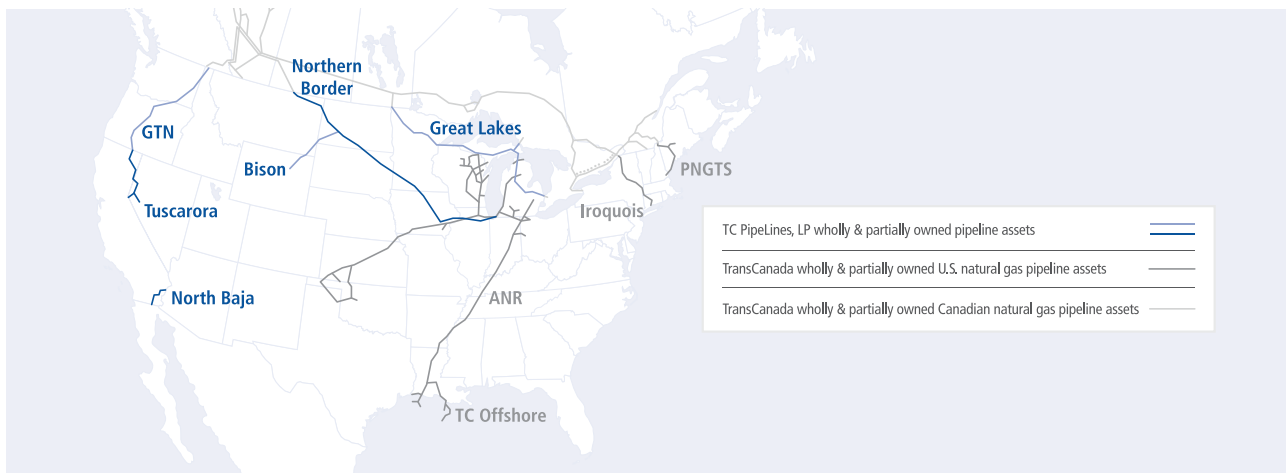 Northern
Border
GTN
Great Lakes
Bison
PNGTS
Tuscarora
Iroquois
TC PipeLines, LP wholly & partially owned pipeline assets
TransCanada wholly & partially owned U.S. natural gas pipeline assets
North Baja
ANR
TransCanada wholly & partially owned Canadian natural gas pipeline assets
TC Offshore